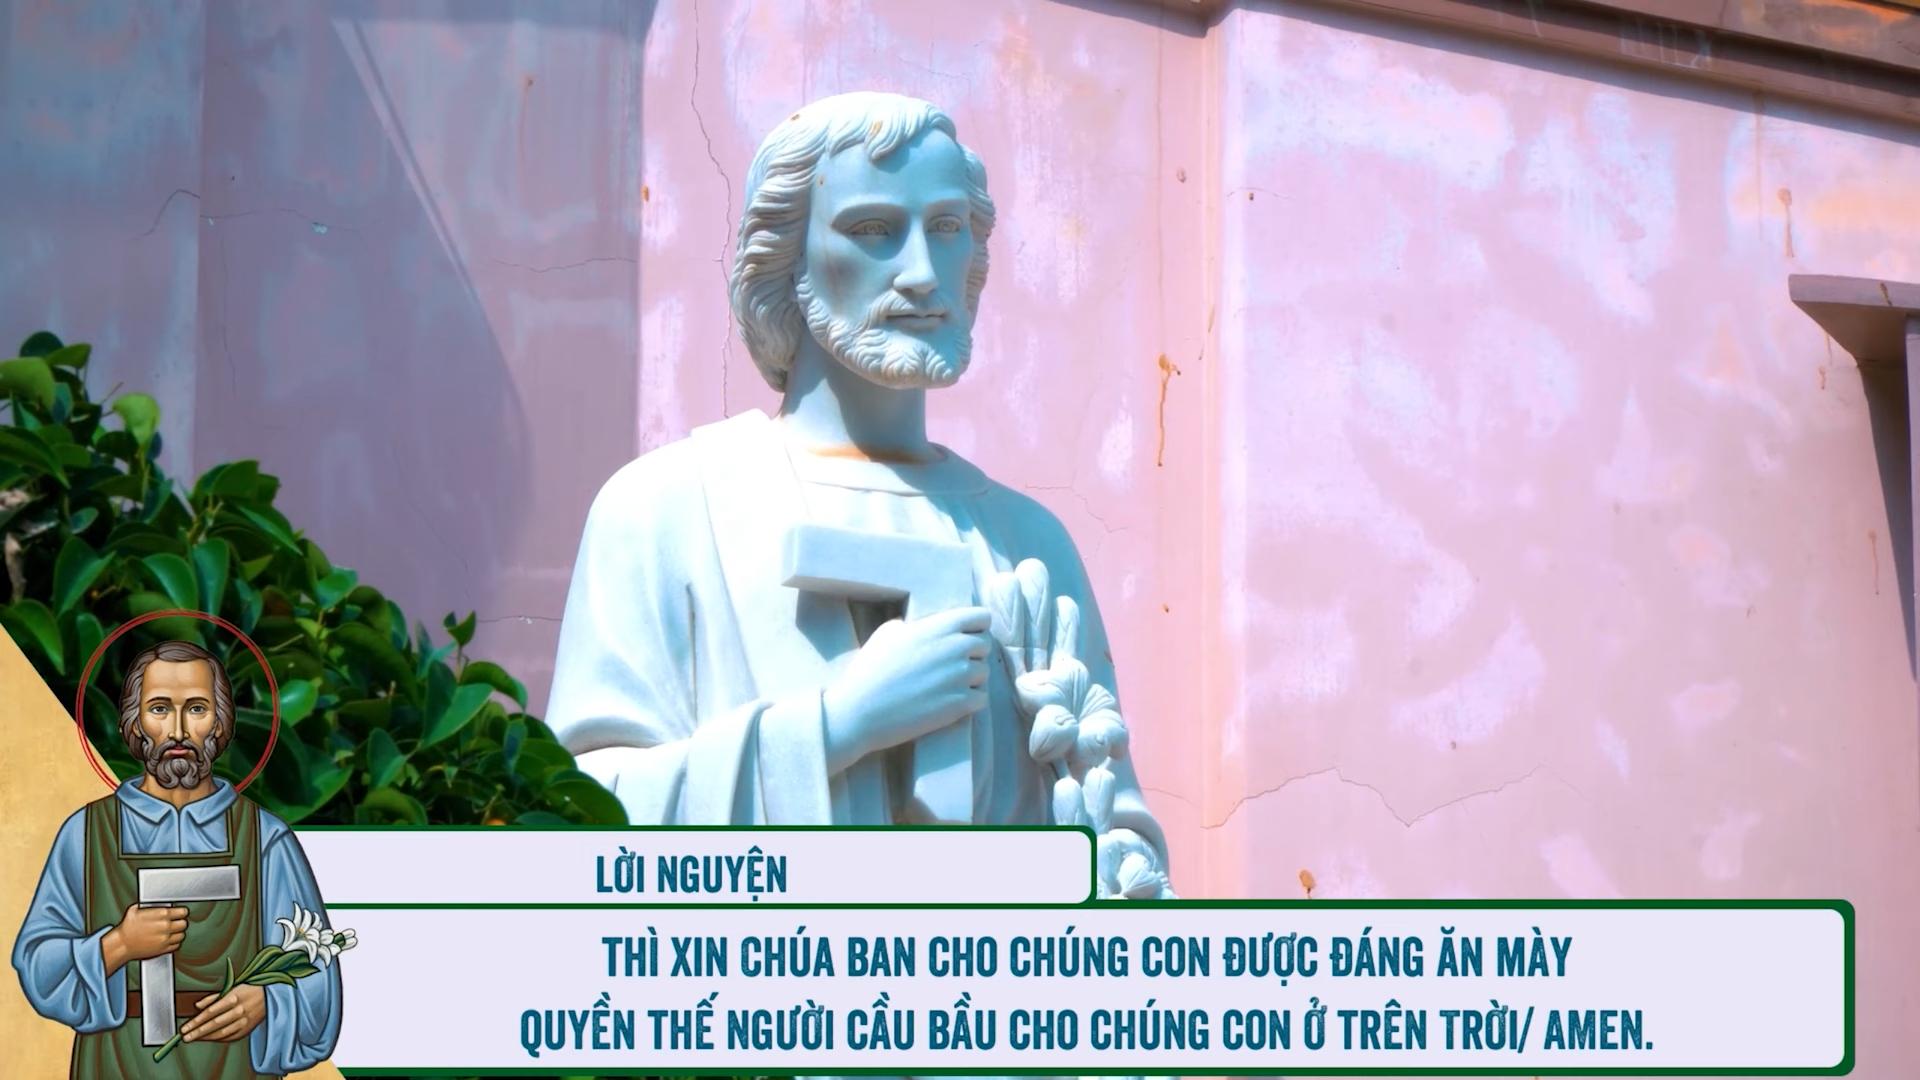 LỜI NGUYỆN
THÌ XIN CHÚA BAN CHO CHÚNG CON ĐƯỢC ĐÁNG ĂN MÀY
QUYỀN THẾ NGƯỜI CẦU BẦU CHO CHÚNG CON Ở TRÊN TRỜI/ AMEN.